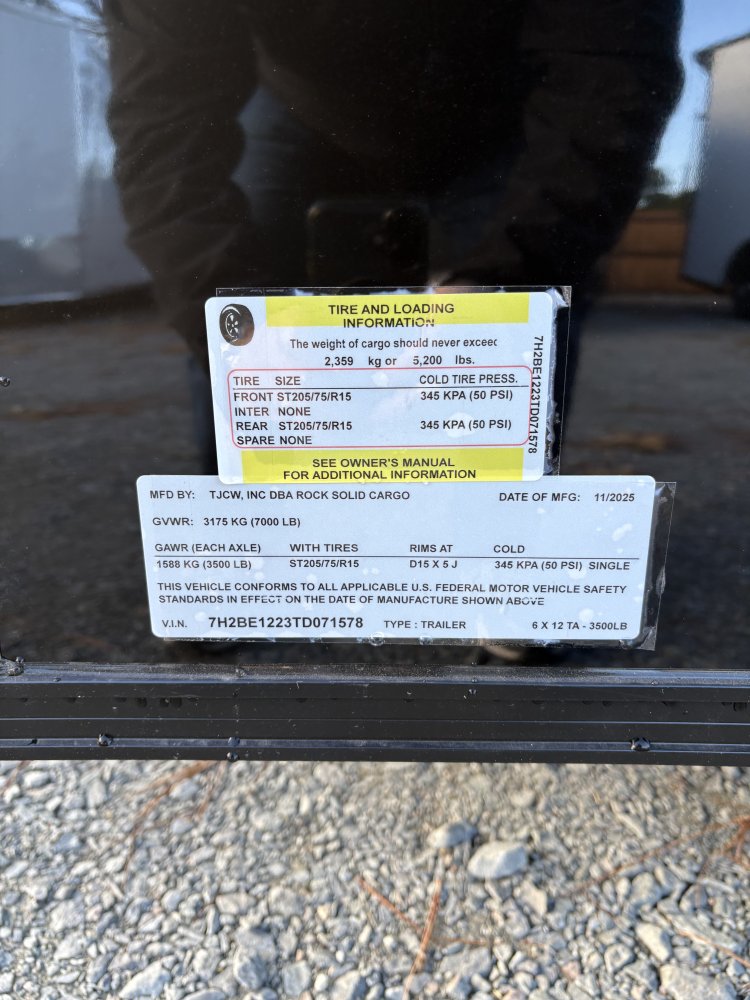 TIRE AND LOADING
INFORMATION
The weight of cargo should never exceed
2,359 kg or 5,200 lbs.
TIRE SIZE COLD TIRE PRESS.
FRONT ST205/75/R15 345 KPA (50 PSI)
INTER NONE
REAR ST205/75/R15 345 KPA (50 PSI)
SPARE NONE
SEE OWNER'S MANUAL
FOR ADDITIONAL INFORMATION
7H2BE1223TD071578
MFD BY: TJCW, INC DBA ROCK SOLID CARGO DATE OF MFG: 11/2025
GVWR: 3175 KG (7000 LB)
GAWR (EACH AXLE) WITH TIRES RIMS AT COLD
1588 KG (3500 LB) ST205/75/R15 D15 X 5 J 345 KPA (50 PSI) SINGLE
THIS VEHICLE CONFORMS TO ALL APPLICABLE U.S. FEDERAL MOTOR VEHICLE SAFETY
STANDARDS IN EFFECT ON THE DATE OF MANUFACTURE SHOWN ABOVE
V.I.N. 7H2BE1223TD071578 TYPE : TRAILER 6 X 12 TA - 3500LB